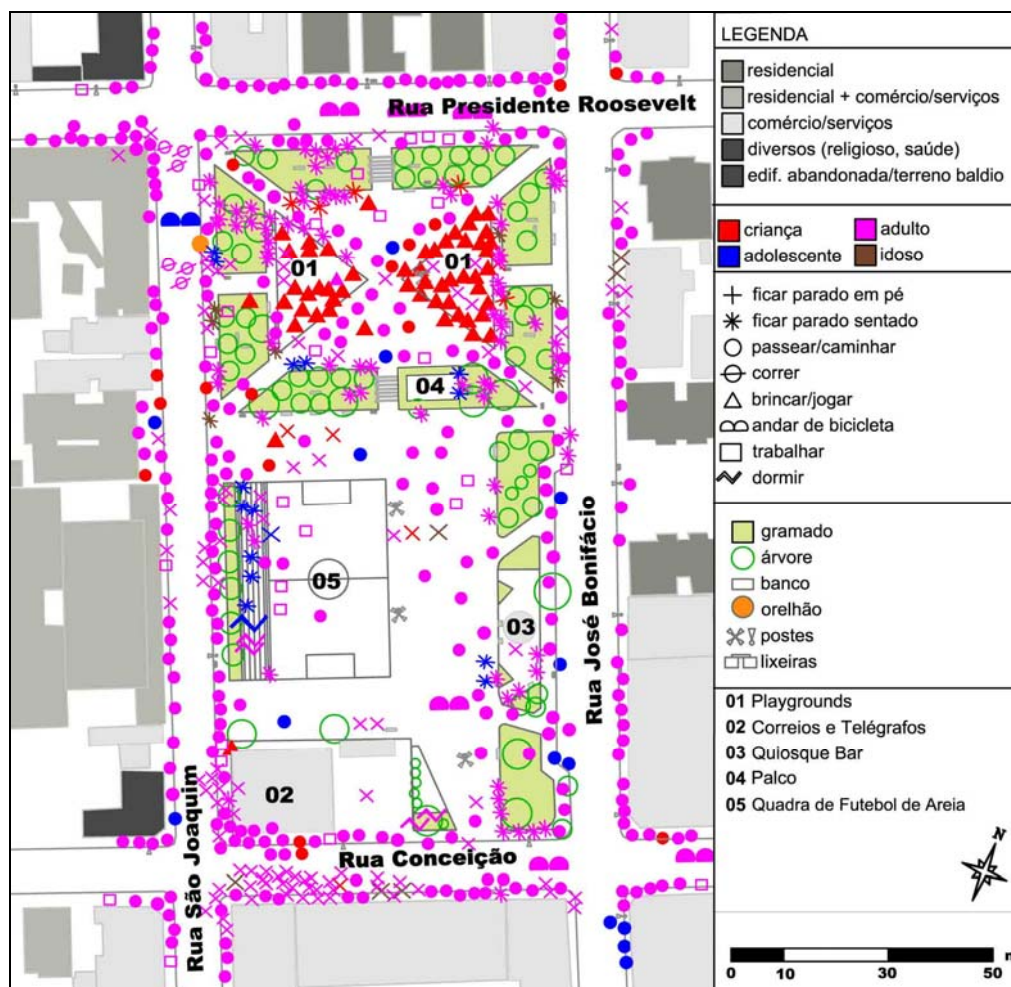 Rua Presidente Roosevelt
01
01
04
05
03
02
Rua São Joaquim
Rua José Bonifácio
Rua Conceição
LEGENDA
residencial
residencial + comércio/serviços
comércio/serviços
diversos (religioso, saúde)
edif. abandonada/terreno baldio
criança
adulto
adolescente
idoso
ficar parado em pé
ficar parado sentado
passear/caminhar
correr
brincar/jogar
andar de bicicleta
trabalhar
dormir
gramado
árvore
banco
orelhão
postes
lixeiras
01 Playgrounds
02 Correios e Telégrafos
03 Quiosque Bar
04 Palco
05 Quadra de Futebol de Areia
N
0 10 30 50 m